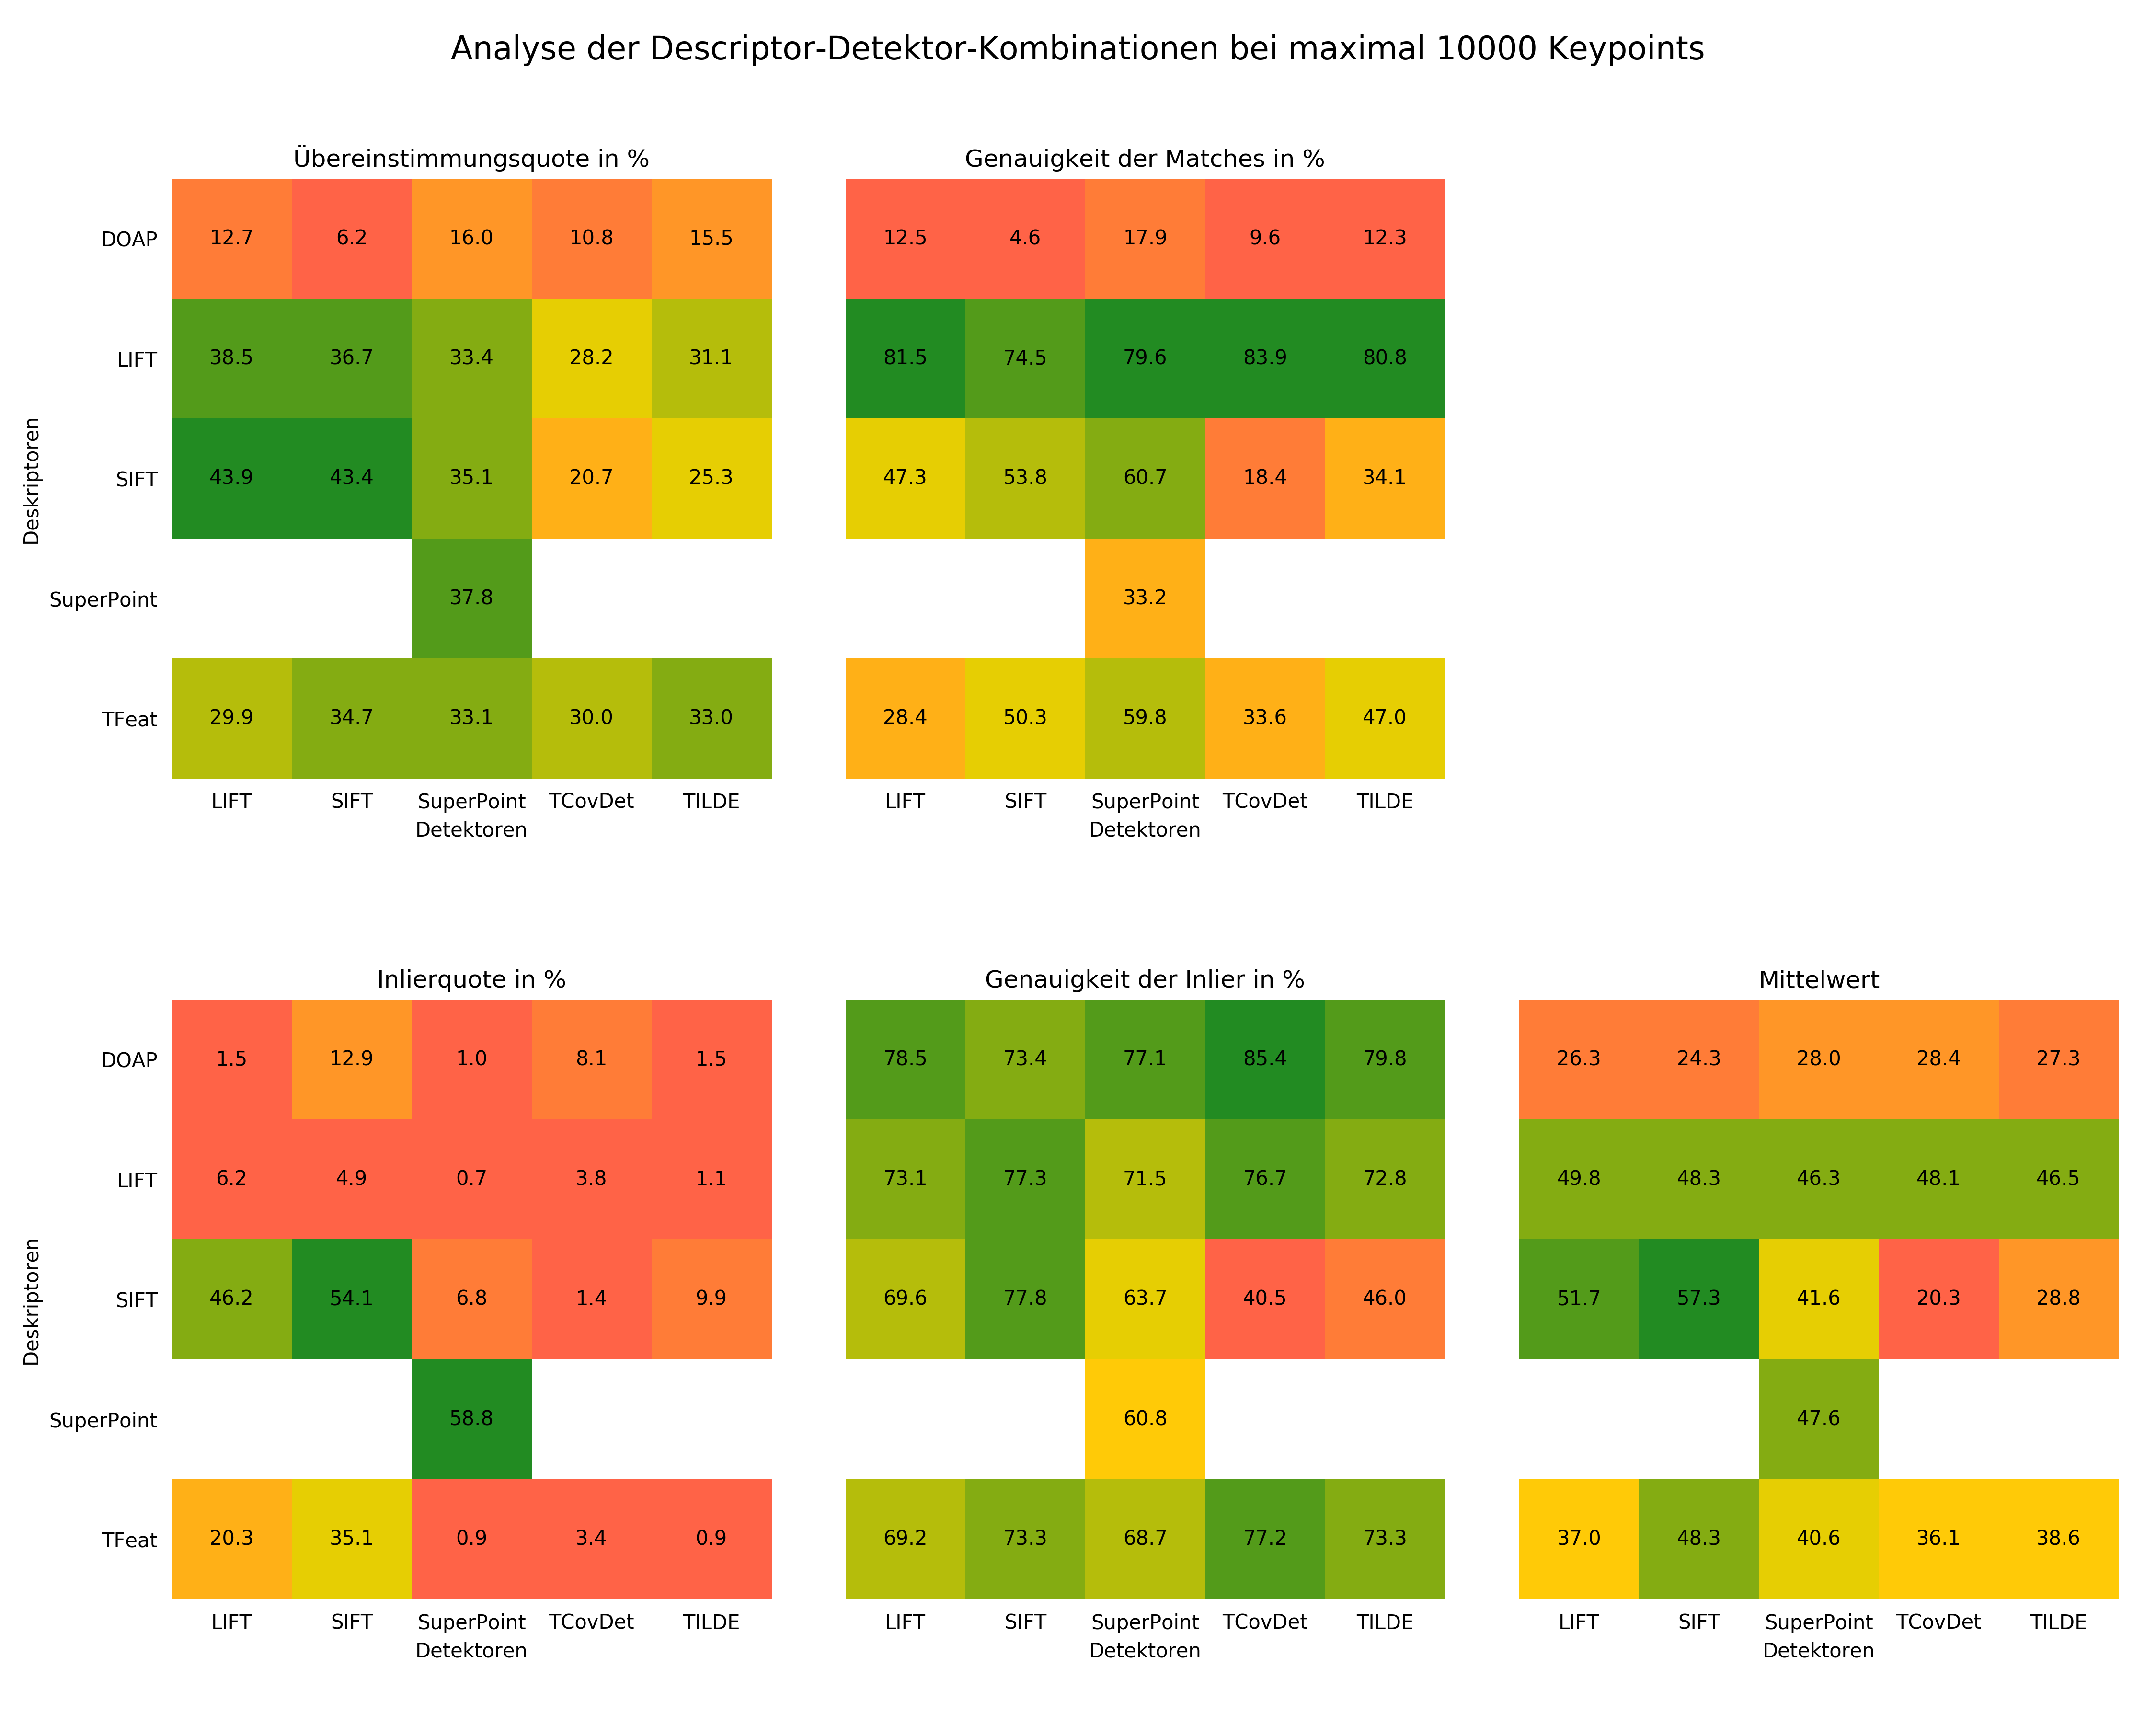 Analyse der Descriptor-Detektor-Kombinationen bei maximal 10000 Keypoints
Übereinstimmungsquote in %
Deskriptoren
DOAP 12.7 6.2 16.0 10.8 15.5
LIFT 38.5 36.7 33.4 28.2 31.1
SIFT 43.9 43.4 35.1 20.7 25.3
SuperPoint 37.8
TFeat 29.9 34.7 33.1 30.0 33.0
LIFT SIFT SuperPoint TCovDet TILDE
Detektoren
Genauigkeit der Matches in %
12.5 4.6 17.9 9.6 12.3
81.5 74.5 79.6 83.9 80.8
47.3 53.8 60.7 18.4 34.1
33.2
28.4 50.3 59.8 33.6 47.0
LIFT SIFT SuperPoint TCovDet TILDE
Detektoren
Inlierquote in %
Deskriptoren
DOAP 1.5 12.9 1.0 8.1 1.5
LIFT 6.2 4.9 0.7 3.8 1.1
SIFT 46.2 54.1 6.8 1.4 9.9
SuperPoint 58.8
TFeat 20.3 35.1 0.9 3.4 0.9
LIFT SIFT SuperPoint TCovDet TILDE
Detektoren
Genauigkeit der Inlier in %
78.5 73.4 77.1 85.4 79.8
73.1 77.3 71.5 76.7 72.8
69.6 77.8 63.7 40.5 46.0
60.8
69.2 73.3 68.7 77.2 73.3
LIFT SIFT SuperPoint TCovDet TILDE
Detektoren
Mittelwert
26.3 24.3 28.0 28.4 27.3
49.8 48.3 46.3 48.1 46.5
51.7 57.3 41.6 20.3 28.8
47.6
37.0 48.3 40.6 36.1 38.6
LIFT SIFT SuperPoint TCovDet TILDE
Detektoren